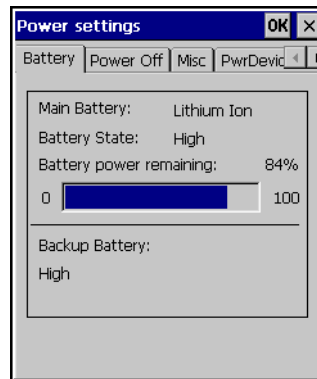 Power settings OK ×
Battery Power Off Misc PwrDevic
Main Battery: Lithium Ion
Battery State: High
Battery power remaining: 84%
0 100
Backup Battery:
High